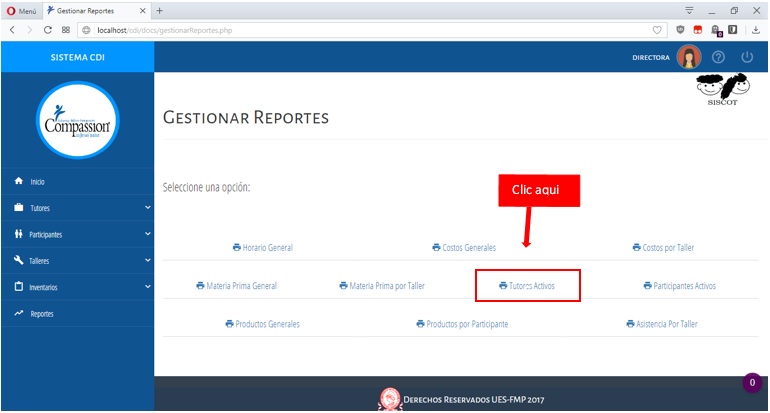 Menú
Gestionar Reportes
localhost/cdi/docs/gestionarReportes.php
0
SISTEMA CDI
DIRECTORA
Compassion
SISCOT
GESTIONAR REPORTES
Inicio
Seleccione una opción:
Clic aqui
Tutores
Participantes
Talleres
Inventarios
Reportes
Horario General
Costos Generales
Costos por Taller
Materia Prima General
Materia Prima por Taller
Tutores Activos
Participantes Activos
Productos Generales
Productos por Participante
Asistencia Por Taller
0
DERECHOS RESERVADOS UES-FMP 2017